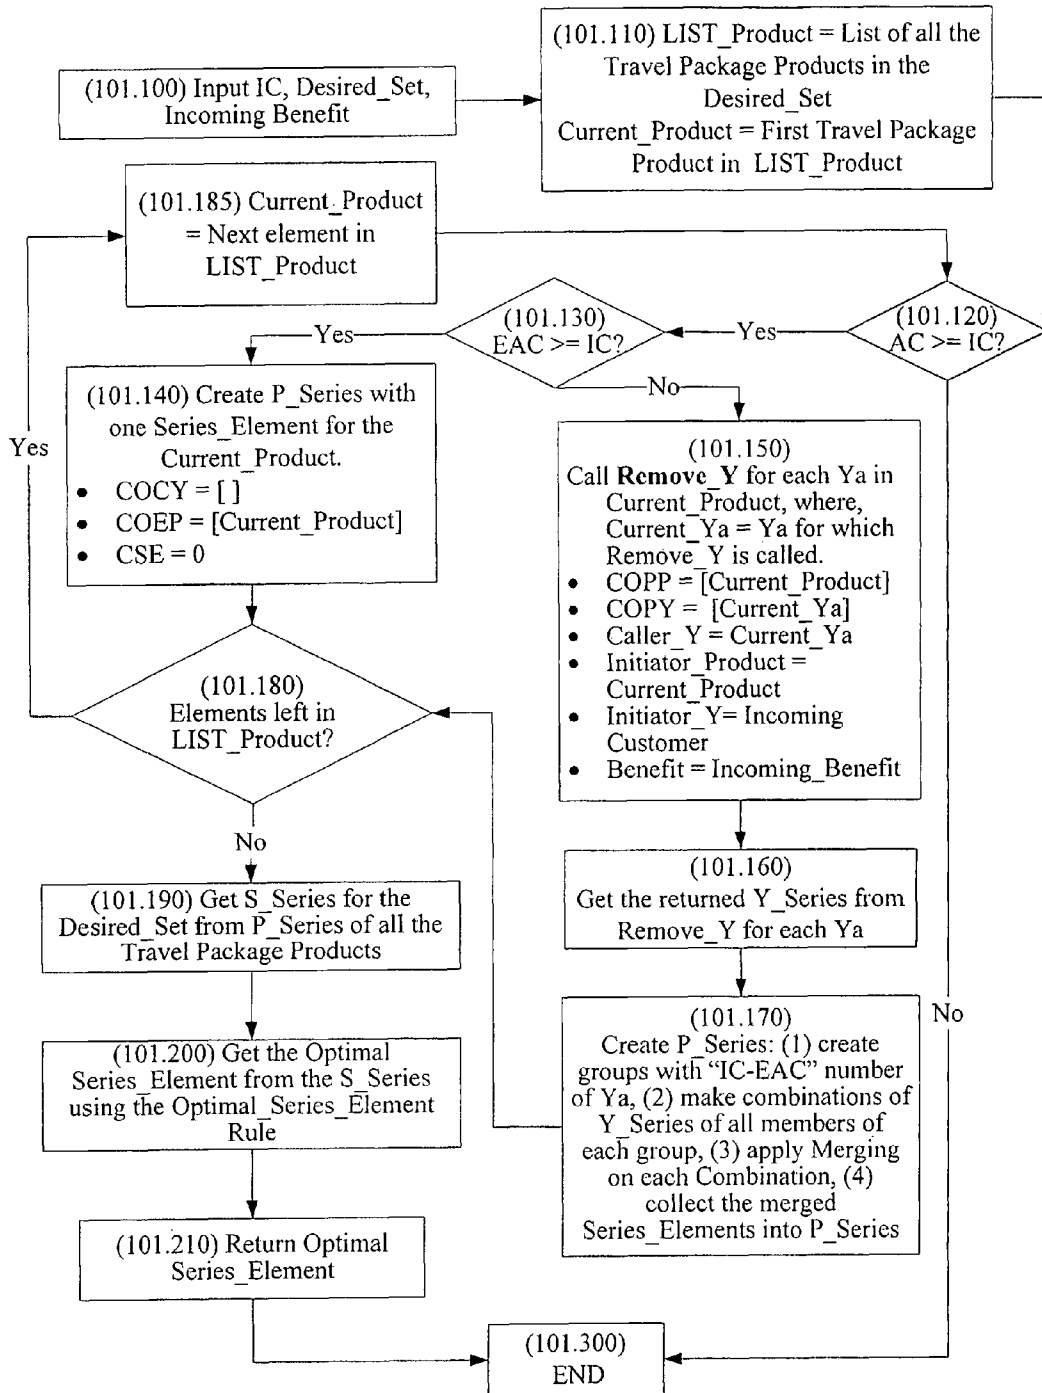 (101.100) Input IC, Desired_Set,
Incoming Benefit
(101.110) LIST_Product = List of all the
Travel Package Products in the
Desired_Set
Current_Product = First Travel Package
Product in LIST_Product
(101.185) Current_Product
= Next element in
LIST_Product
(101.120)
AC >= IC?
Yes
(101.130)
EAC >= IC?
Yes
No
(101.140) Create P_Series with
one Series_Element for the
Current_Product.
• COCY = [ ]
• COEP = [Current_Product]
• CSE = 0
Yes
(101.150)
Call Remove_Y for each Ya in
Current_Product, where,
Current_Ya = Ya for which
Remove_Y is called.
• COPP = [Current_Product]
• COPY = [Current_Ya]
• Caller_Y = Current_Ya
• Initiator_Product =
Current_Product
• Initiator_Y= Incoming
Customer
• Benefit = Incoming_Benefit
(101.180)
Elements left in
LIST_Product?
No
(101.160)
Get the returned Y_Series from
Remove_Y for each Ya
(101.190) Get S_Series for the
Desired_Set from P_Series of all the
Travel Package Products
(101.170)
Create P_Series: (1) create
groups with “IC-EAC” number
of Ya, (2) make combinations of
Y_Series of all members of
each group, (3) apply Merging
on each Combination, (4)
collect the merged
Series_Elements into P_Series
No
(101.200) Get the Optimal
Series_Element from the S_Series
using the Optimal_Series_Element
Rule
(101.210) Return Optimal
Series_Element
(101.300)
END